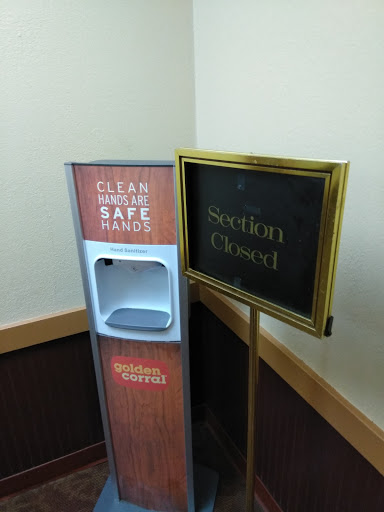 CLEAN
HANDS ARE
SAFE
HANDS
Hand Sanitizer
golden
corral
Section
Closed